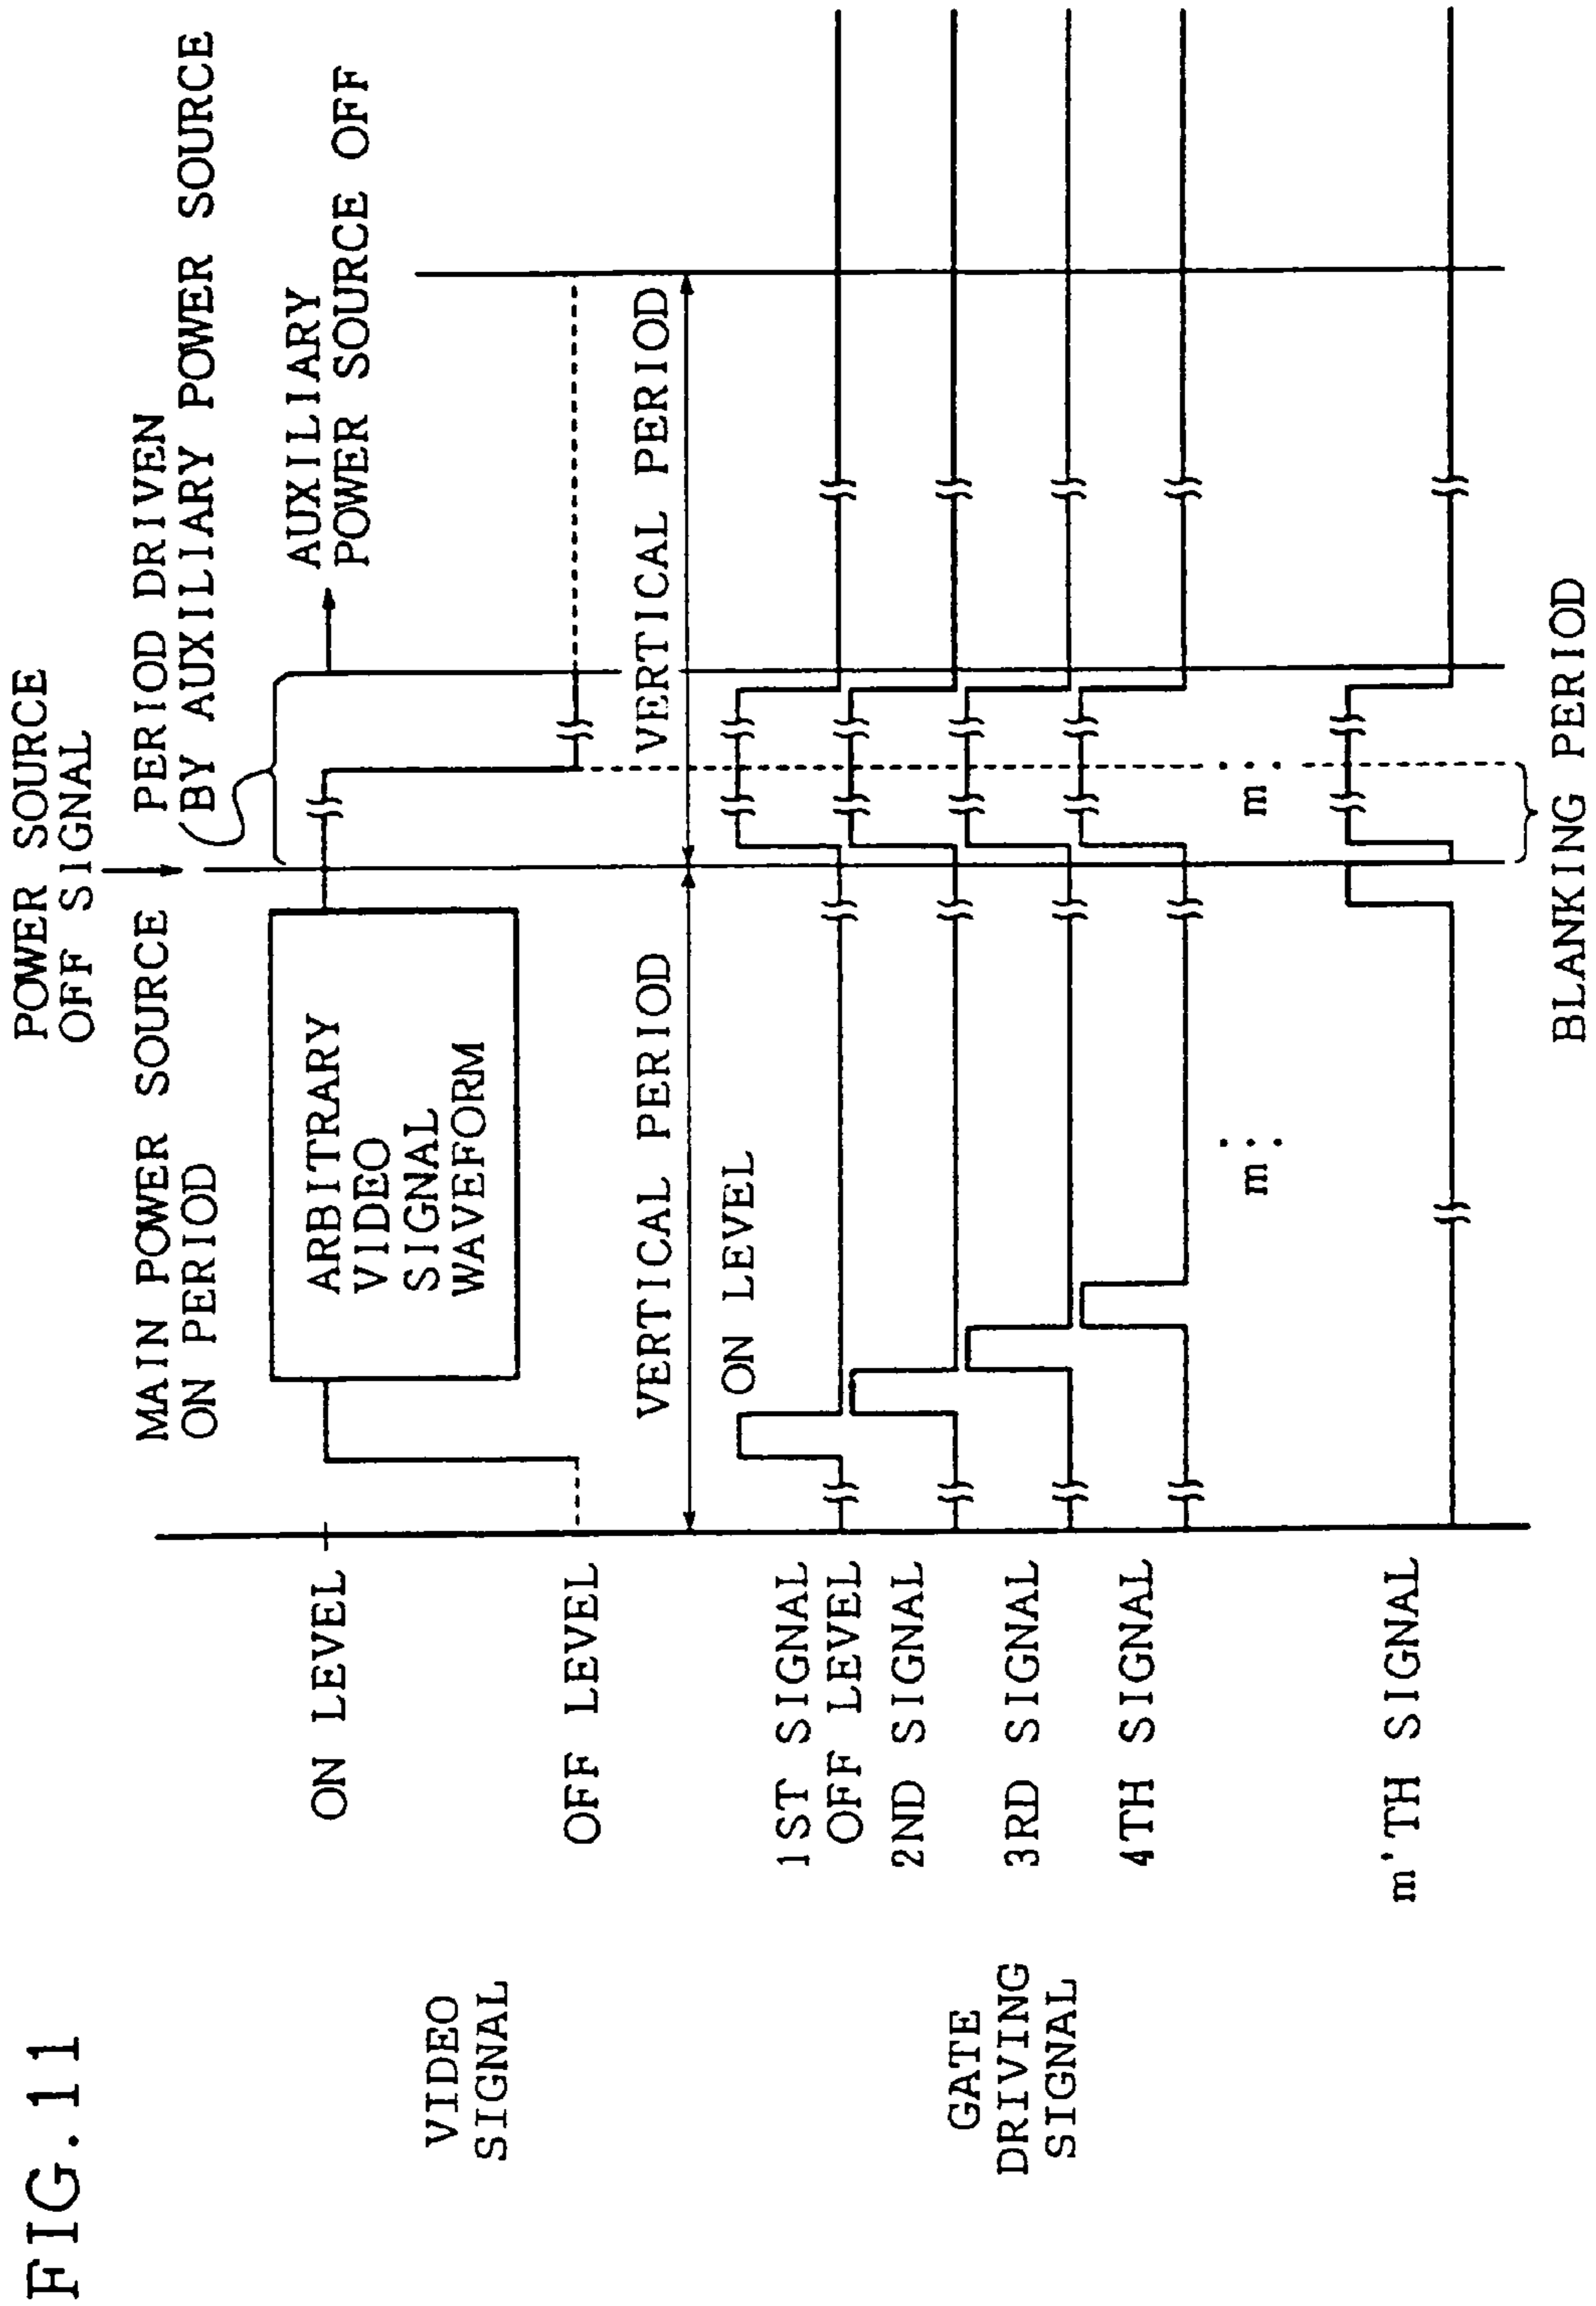 FIG.11
POWER SOURCE
OFF SIGNAL
MAIN POWER SOURCE
ON PERIOD
PERIOD DRIVEN
BY AUXILIARY POWER SOURCE
AUXILIARY
POWER SOURCE OFF
VIDEO
SIGNAL
ON LEVEL
OFF LEVEL
ARBITRARY
VIDEO
SIGNAL
WAVEFORM
VERTICAL PERIOD
VERTICAL PERIOD
ON LEVEL
GATE
DRIVING
SIGNAL
1ST SIGNAL
OFF LEVEL
2ND SIGNAL
3RD SIGNAL
4TH SIGNAL
m
m
m'TH SIGNAL
BLANKING PERIOD